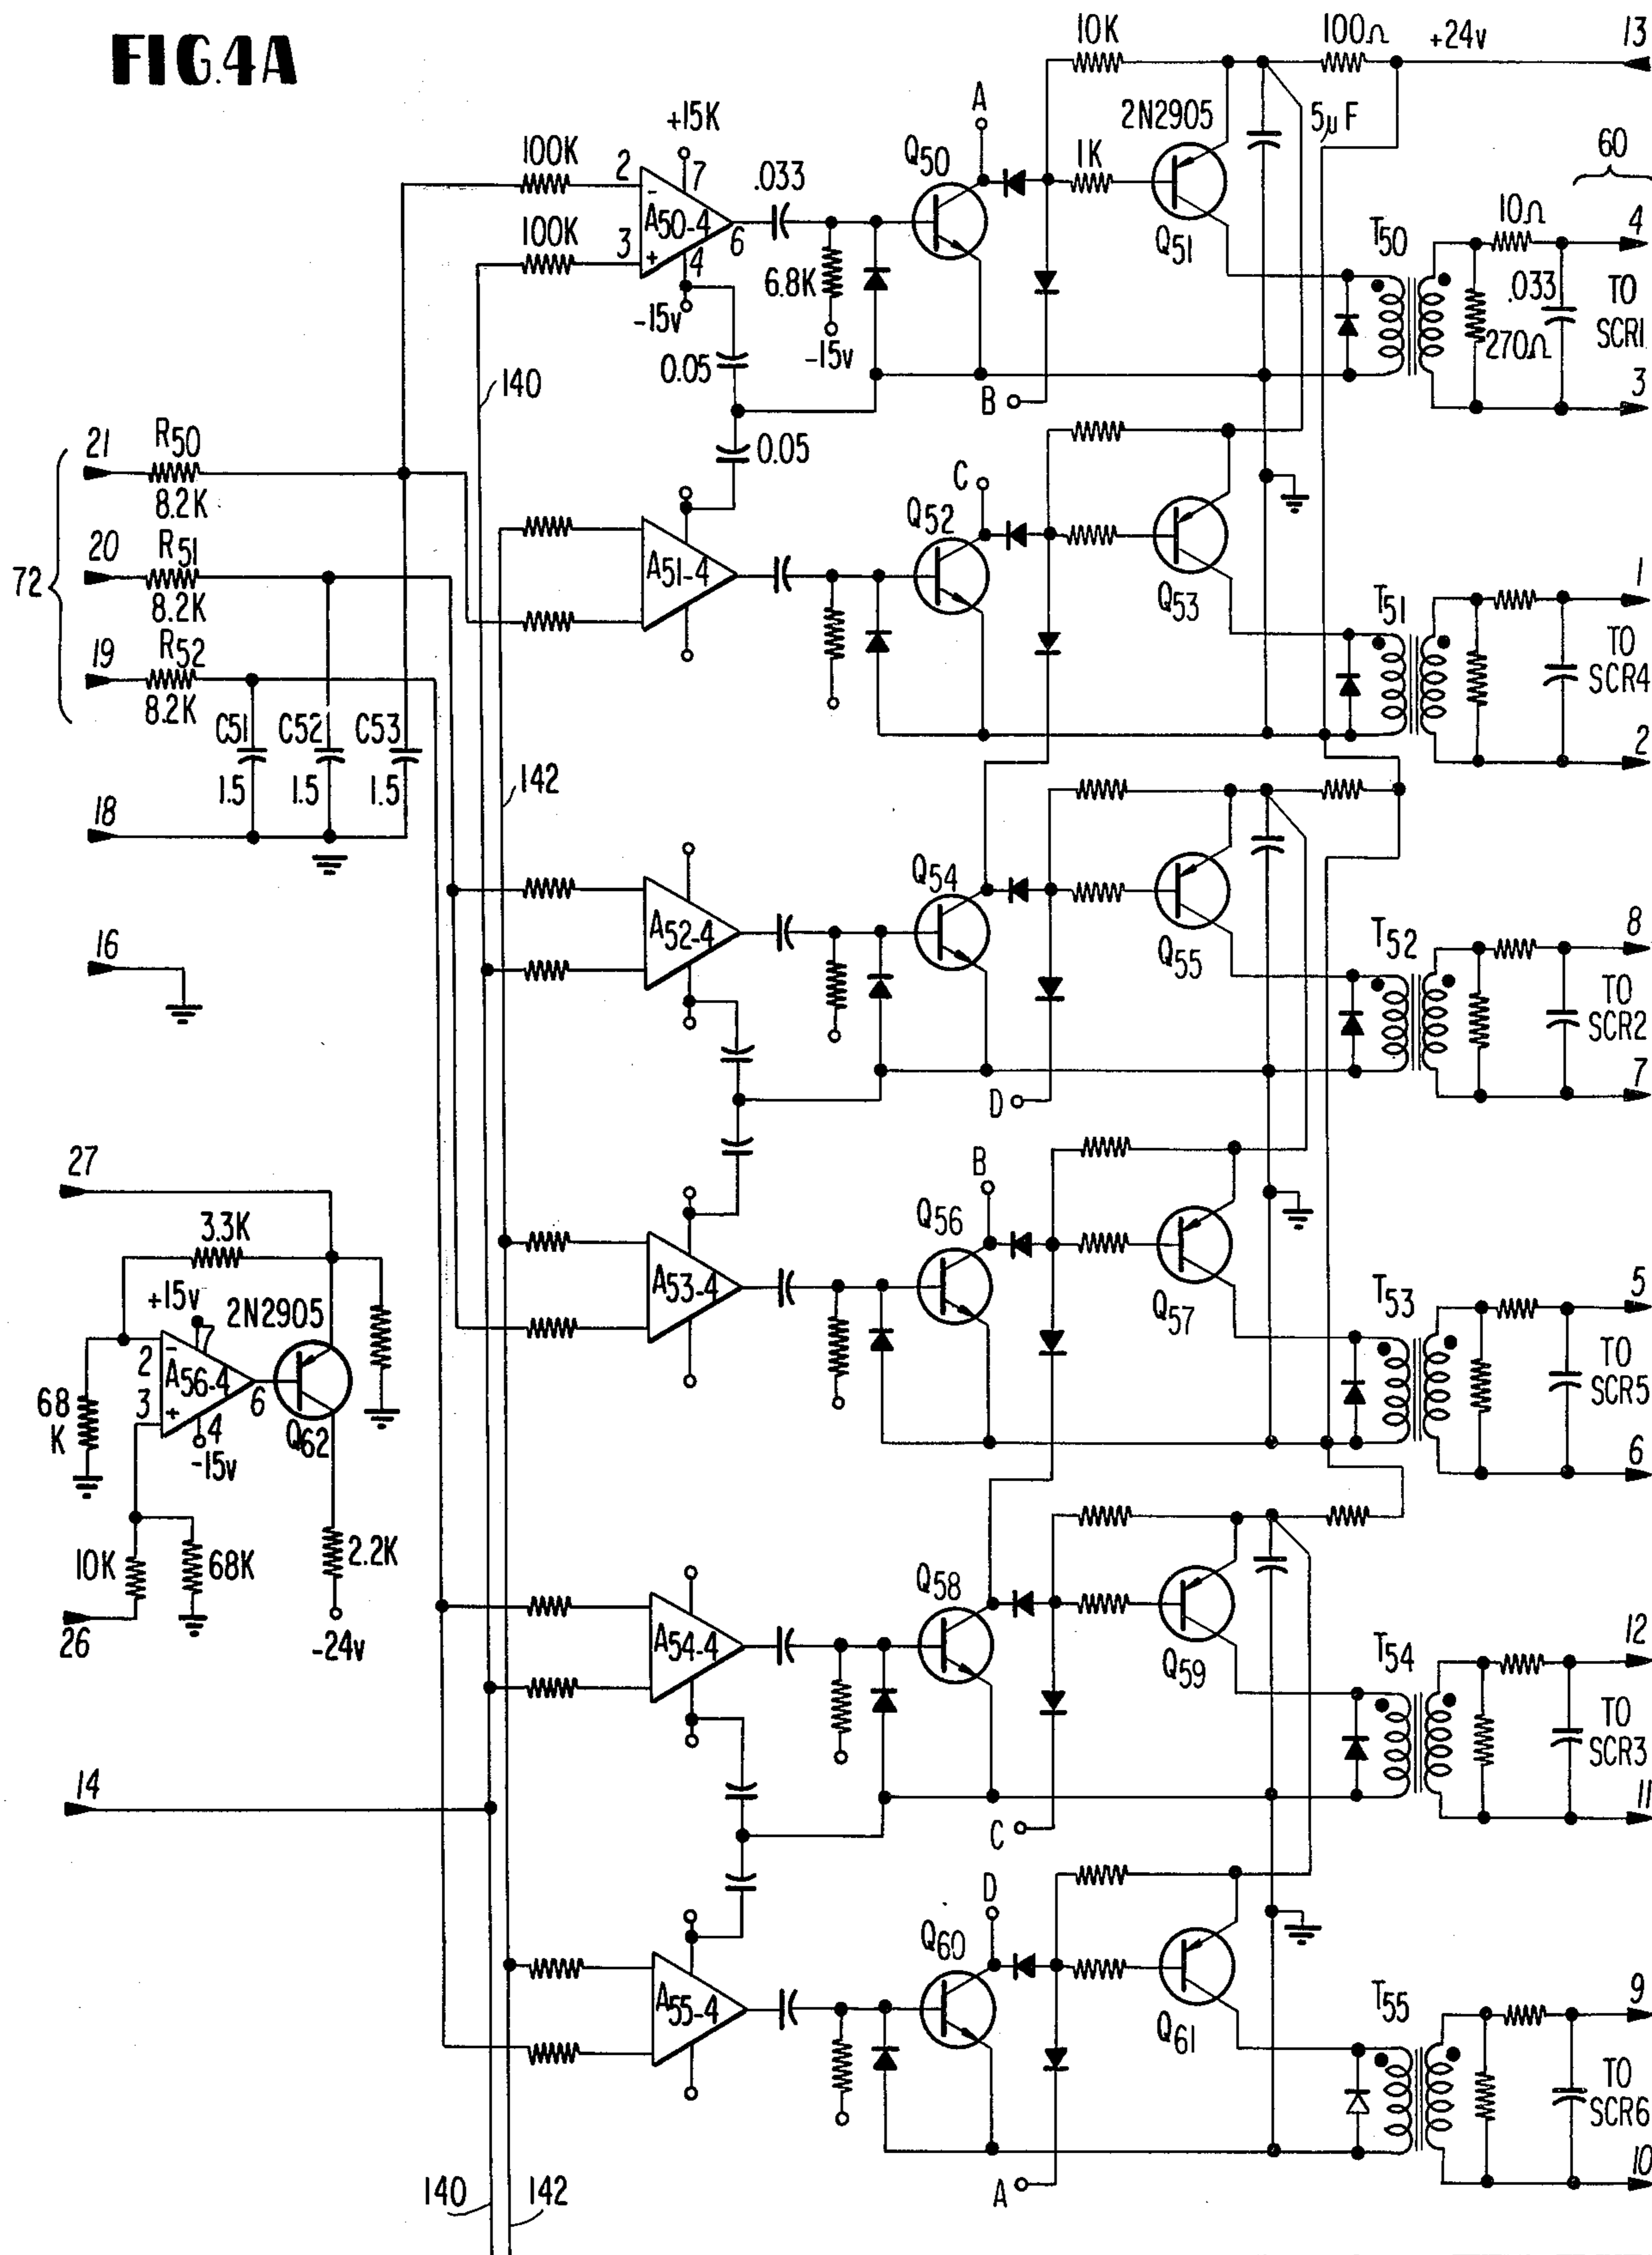 FIG.4A
10K
100Ω
+24v
13
A
+15K
2N2905
5µF
60
100K
2
7
.033
Q50
1K
10Ω
4
-
A50-4
T50
100K
3
6
Q51
+
4
6.8K
.033
TO
SCR1
-15v
-15v
270Ω
0.05
140
B
3
21
R50
0.05
8.2K
C
Q52
20
R51
A51-4
1
72
8.2K
Q53
T51
TO
SCR4
19
R52
8.2K
C51
C52
C53
2
142
1.5
1.5
1.5
18
Q54
A52-4
8
16
Q55
T52
TO
SCR2
7
D
27
B
3.3K
Q56
+15v
2N2905
A53-4
T53
5
7
Q57
2
-
TO
SCR5
A56-4
3
6
68
K
+
4
Q62
-15v
6
10K
68K
2.2K
Q58
26
-24v
A54-4
12
Q59
T54
TO
SCR3
14
11
C
D
Q60
A55-4
T55
9
Q61
TO
SCR6
140
142
A
10